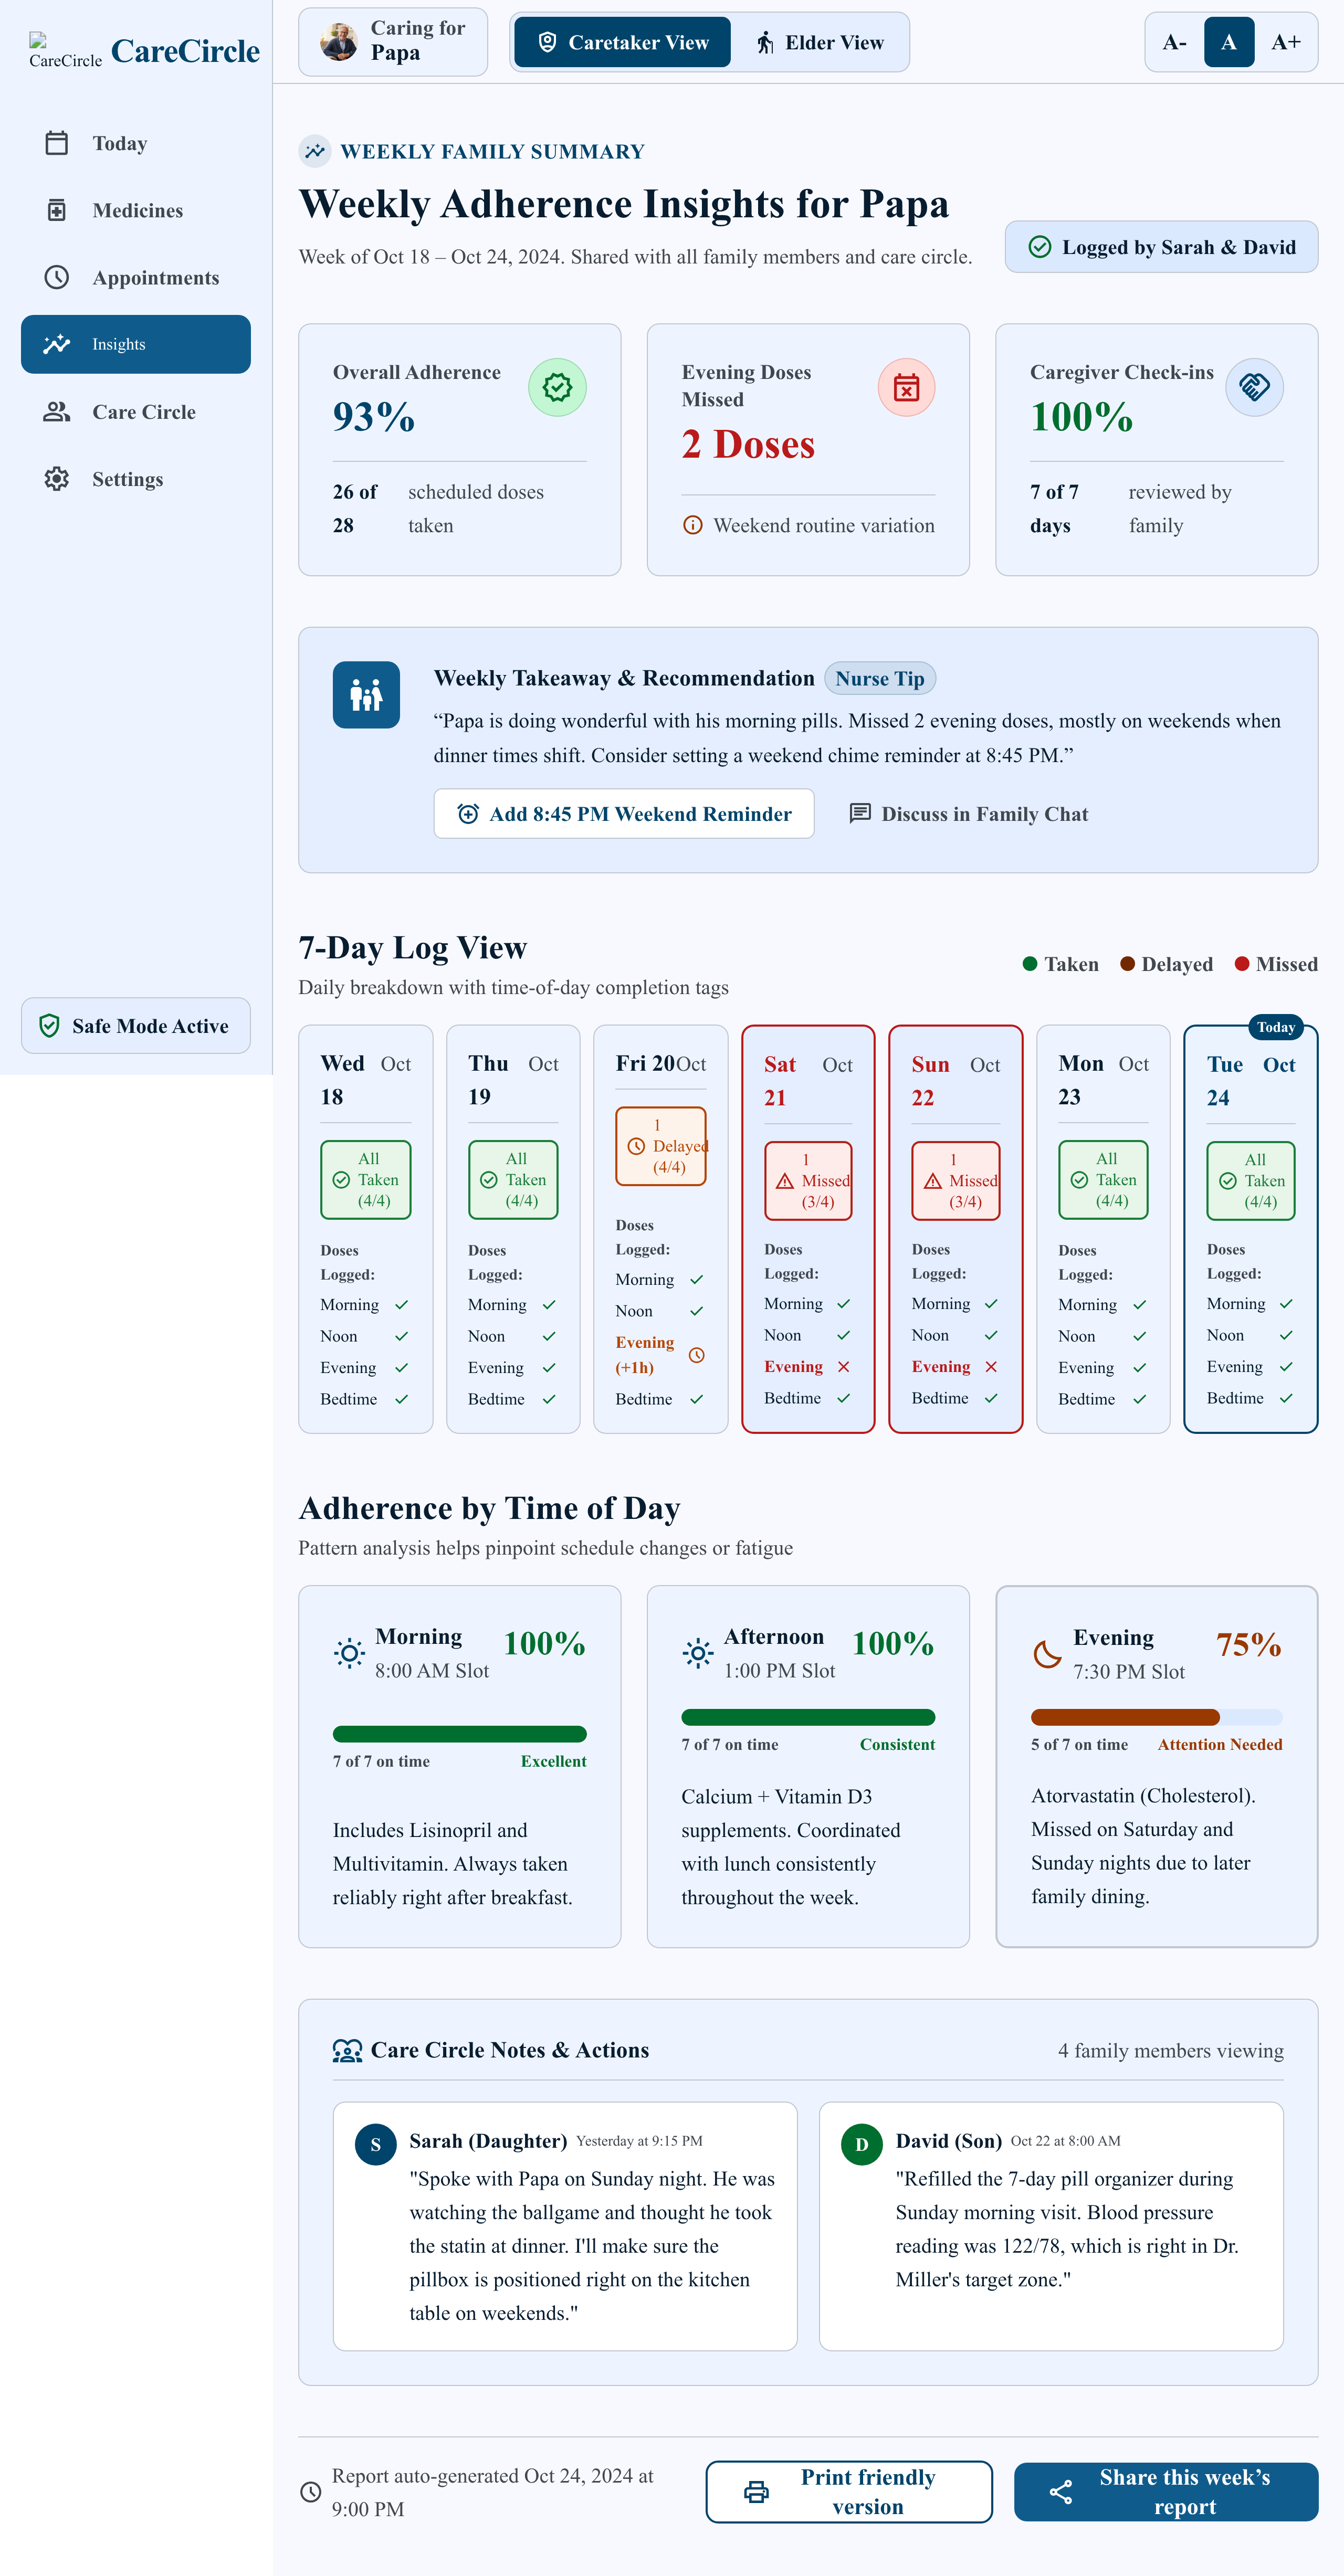 CareCircle CareCircle
Today
Medicines
Appointments
Insights
Care Circle
Settings
Safe Mode Active
Caring for
Papa
Caretaker View
Elder View
A-
A
A+
WEEKLY FAMILY SUMMARY
Weekly Adherence Insights for Papa
Week of Oct 18 – Oct 24, 2024. Shared with all family members and care circle.
Logged by Sarah & David
Overall Adherence
93%
26 of
28
scheduled doses
taken
Evening Doses
Missed
2 Doses
Weekend routine variation
Caregiver Check-ins
100%
7 of 7
days
reviewed by
family
Weekly Takeaway & Recommendation
Nurse Tip
“Papa is doing wonderful with his morning pills. Missed 2 evening doses, mostly on weekends when
dinner times shift. Consider setting a weekend chime reminder at 8:45 PM.”
Add 8:45 PM Weekend Reminder
Discuss in Family Chat
7-Day Log View
Daily breakdown with time-of-day completion tags
Taken
Delayed
Missed
Wed
18
Oct
All
Taken
(4/4)
Doses
Logged:
Morning
Noon
Evening
Bedtime
Thu
19
Oct
All
Taken
(4/4)
Doses
Logged:
Morning
Noon
Evening
Bedtime
Fri 20
Oct
1
Delayed
(4/4)
Doses
Logged:
Morning
Noon
Evening
(+1h)
Bedtime
Sat
21
Oct
1
Missed
(3/4)
Doses
Logged:
Morning
Noon
Evening
Bedtime
Sun
22
Oct
1
Missed
(3/4)
Doses
Logged:
Morning
Noon
Evening
Bedtime
Mon
23
Oct
All
Taken
(4/4)
Doses
Logged:
Morning
Noon
Evening
Bedtime
Today
Tue
24
Oct
All
Taken
(4/4)
Doses
Logged:
Morning
Noon
Evening
Bedtime
Adherence by Time of Day
Pattern analysis helps pinpoint schedule changes or fatigue
Morning
8:00 AM Slot
100%
7 of 7 on time
Excellent
Includes Lisinopril and
Multivitamin. Always taken
reliably right after breakfast.
Afternoon
1:00 PM Slot
100%
7 of 7 on time
Consistent
Calcium + Vitamin D3
supplements. Coordinated
with lunch consistently
throughout the week.
Evening
7:30 PM Slot
75%
5 of 7 on time
Attention Needed
Atorvastatin (Cholesterol).
Missed on Saturday and
Sunday nights due to later
family dining.
Care Circle Notes & Actions
4 family members viewing
S
Sarah (Daughter) Yesterday at 9:15 PM
"Spoke with Papa on Sunday night. He was
watching the ballgame and thought he took
the statin at dinner. I'll make sure the
pillbox is positioned right on the kitchen
table on weekends."
D
David (Son) Oct 22 at 8:00 AM
"Refilled the 7-day pill organizer during
Sunday morning visit. Blood pressure
reading was 122/78, which is right in Dr.
Miller's target zone."
Report auto-generated Oct 24, 2024 at
9:00 PM
Print friendly
version
Share this week’s
report